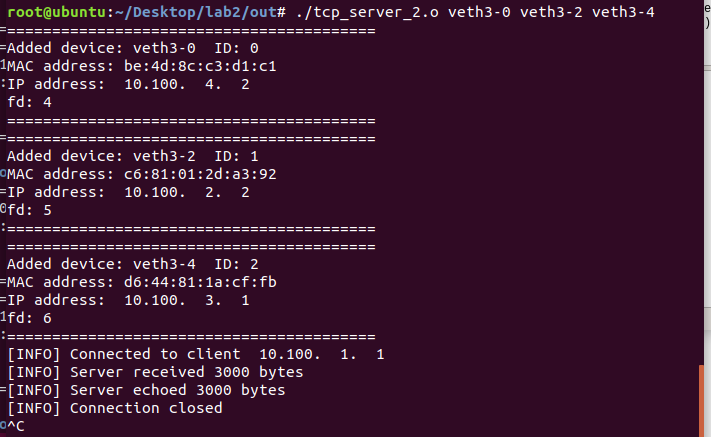 root@ubuntu:~/Desktop/lab2/out# ./tcp_server_2.o veth3-0 veth3-2 veth3-4
=========================================
Added device: veth3-0  ID: 0
MAC address: be:4d:8c:c3:d1:c1
IP address:  10.100.  4.  2
fd: 4
=========================================
=========================================
Added device: veth3-2  ID: 1
MAC address: c6:81:01:2d:a3:92
IP address:  10.100.  2.  2
fd: 5
=========================================
=========================================
Added device: veth3-4  ID: 2
MAC address: d6:44:81:1a:cf:fb
IP address:  10.100.  3.  1
fd: 6
=========================================
[INFO] Connected to client  10.100.  1.  1
[INFO] Server received 3000 bytes
[INFO] Server echoed 3000 bytes
[INFO] Connection closed
^C